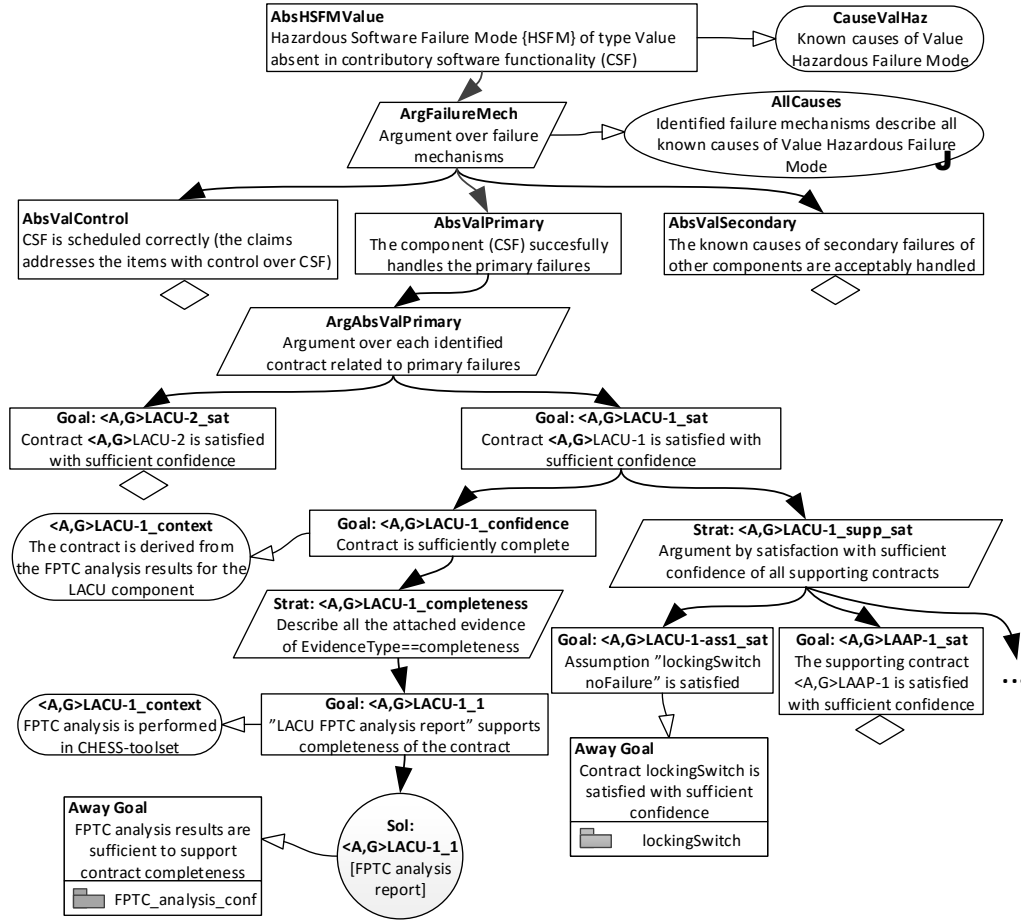 AbsHSFMValue
Hazardous Software Failure Mode {HSFM} of type Value
absent in contributory software functionality (CSF)
CauseValHaz
Known causes of Value
Hazardous Failure Mode
ArgFailureMech
Argument over failure
mechanisms
AllCauses
Identified failure mechanisms describe all
known causes of Value Hazardous Failure
Mode
J
AbsValControl
CSF is scheduled correctly (the claims
addresses the items with control over CSF)
AbsValPrimary
The component (CSF) succesfully
handles the primary failures
AbsValSecondary
The known causes of secondary failures of
other components are acceptably handled
ArgAbsValPrimary
Argument over each identified
contract related to primary failures
Goal: <A,G>LACU-2_sat
Contract <A,G>LACU-2 is satisfied
with sufficient confidence
Goal: <A,G>LACU-1_sat
Contract <A,G>LACU-1 is satisfied with
sufficient confidence
<A,G>LACU-1_context
The contract is derived from
the FPTC analysis results for the
LACU component
Goal: <A,G>LACU-1_confidence
Contract is sufficiently complete
Strat: <A,G>LACU-1_supp_sat
Argument by satisfaction with sufficient
confidence of all supporting contracts
Strat: <A,G>LACU-1_completeness
Describe all the attached evidence
of EvidenceType==completeness
Goal: <A,G>LACU-1-ass1_sat
Assumption ”lockingSwitch
noFailure” is satisfied
Goal: <A,G>LAAP-1_sat
The supporting contract
<A,G>LAAP-1 is satisfied
with sufficient confidence
...
<A,G>LACU-1_context
FPTC analysis is performed
in CHESS-toolset
Goal: <A,G>LACU-1_1
”LACU FPTC analysis report” supports
completeness of the contract
Away Goal
Contract lockingSwitch is
satisfied with sufficient
confidence
lockingSwitch
Away Goal
FPTC analysis results are
sufficient to support
contract completeness
FPTC_analysis_conf
Sol:
<A,G>LACU-1_1
[FPTC analysis
report]